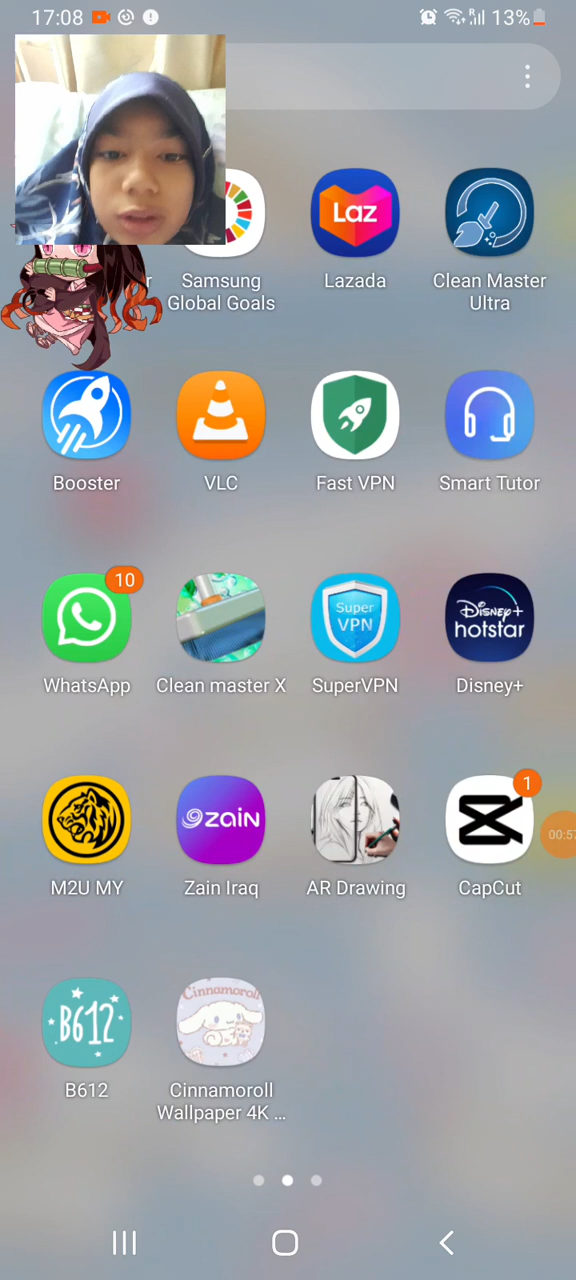 17:08
13%
r
Samsung
Global Goals
Laz
Lazada
Clean Master
Ultra
Booster
VLC
Fast VPN
Smart Tutor
10
WhatsApp
Clean master X
Super
VPN
SuperVPN
Disney+
hotstar
Disney+
M2U MY
zain
Zain Iraq
AR Drawing
1
CapCut
00:57
B612
B612
Cinnamoroll
Cinnamoroll
Wallpaper 4K ...